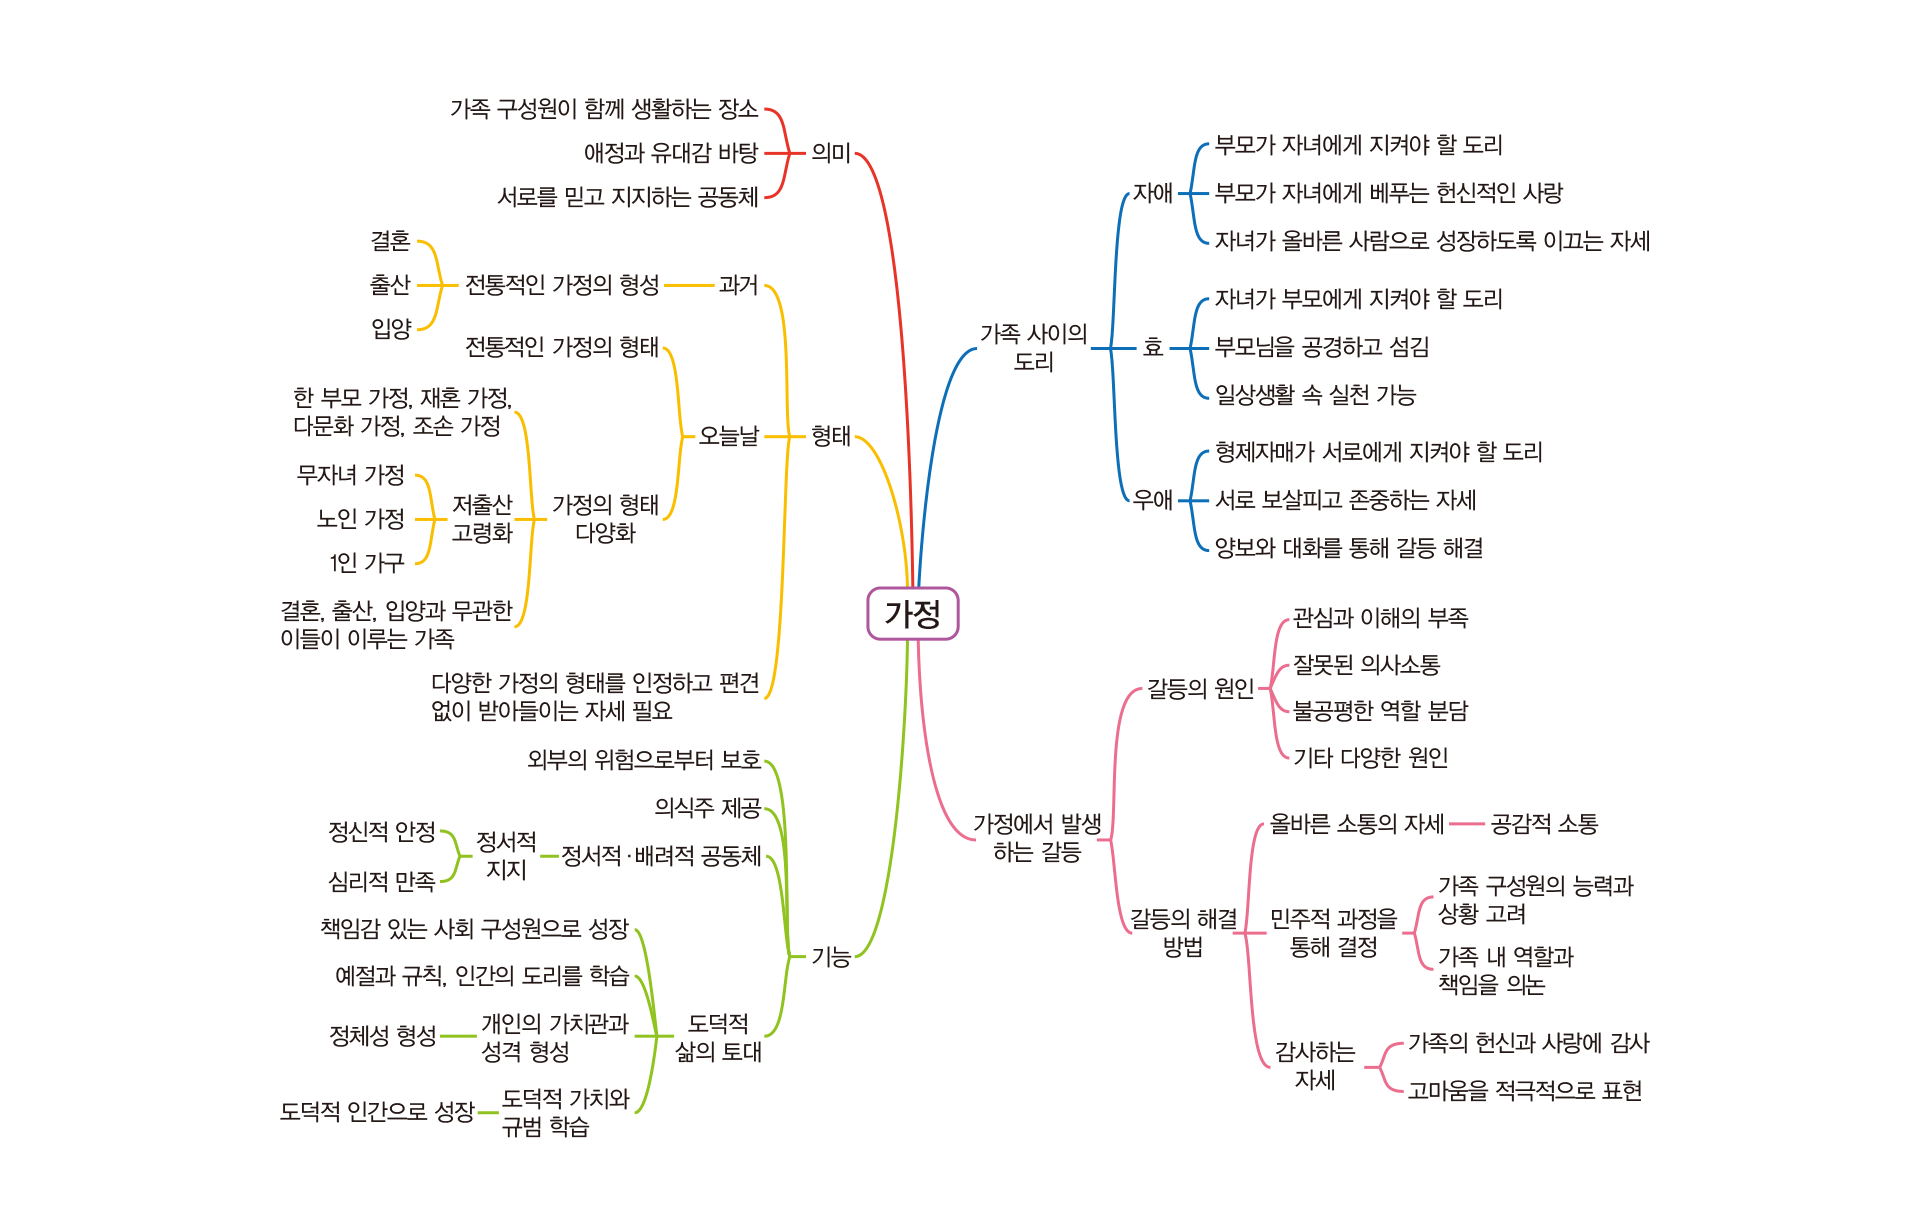 가정
의미
가족 구성원이 함께 생활하는 장소
애정과 유대감 바탕
서로를 믿고 지지하는 공동체
형태
과거
전통적인 가정의 형성
결혼
출산
입양
오늘날
전통적인 가정의 형태
가정의 형태
다양화
한 부모 가정, 재혼 가정,
다문화 가정, 조손 가정
저출산
고령화
무자녀 가정
노인 가정
1인 가구
결혼, 출산, 입양과 무관한
이들이 이루는 가족
다양한 가정의 형태를 인정하고 편견
없이 받아들이는 자세 필요
기능
외부의 위험으로부터 보호
의식주 제공
정서적·배려적 공동체
정서적
지지
정신적 안정
심리적 만족
도덕적
삶의 토대
책임감 있는 사회 구성원으로 성장
예절과 규칙, 인간의 도리를 학습
개인의 가치관과
성격 형성
정체성 형성
도덕적 가치와
규범 학습
도덕적 인간으로 성장
가족 사이의
도리
자애
부모가 자녀에게 지켜야 할 도리
부모가 자녀에게 베푸는 헌신적인 사랑
자녀가 올바른 사람으로 성장하도록 이끄는 자세
효
자녀가 부모에게 지켜야 할 도리
부모님을 공경하고 섬김
일상생활 속 실천 가능
우애
형제자매가 서로에게 지켜야 할 도리
서로 보살피고 존중하는 자세
양보와 대화를 통해 갈등 해결
가정에서 발생
하는 갈등
갈등의 원인
관심과 이해의 부족
잘못된 의사소통
불공평한 역할 분담
기타 다양한 원인
갈등의 해결
방법
올바른 소통의 자세
공감적 소통
민주적 과정을
통해 결정
가족 구성원의 능력과
상황 고려
가족 내 역할과
책임을 의논
감사하는
자세
가족의 헌신과 사랑에 감사
고마움을 적극적으로 표현